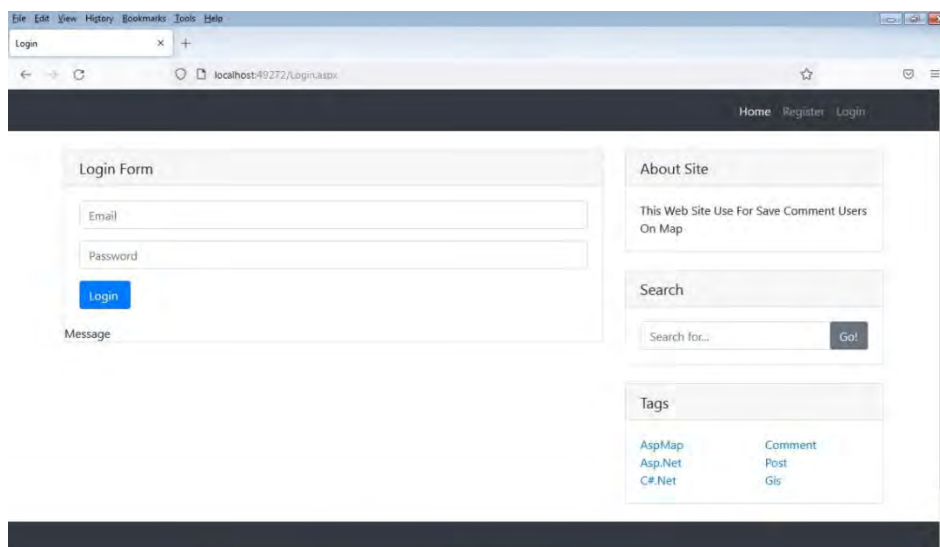 File Edit View History Bookmarks Tools Help
Login × +
localhost:49272/Login.aspx
Home Register Login
Login Form
Email
Password
Login
Message
About Site
This Web Site Use For Save Comment Users
On Map
Search
Search for... Go!
Tags
AspMap Comment
Asp.Net Post
C#.Net Gis